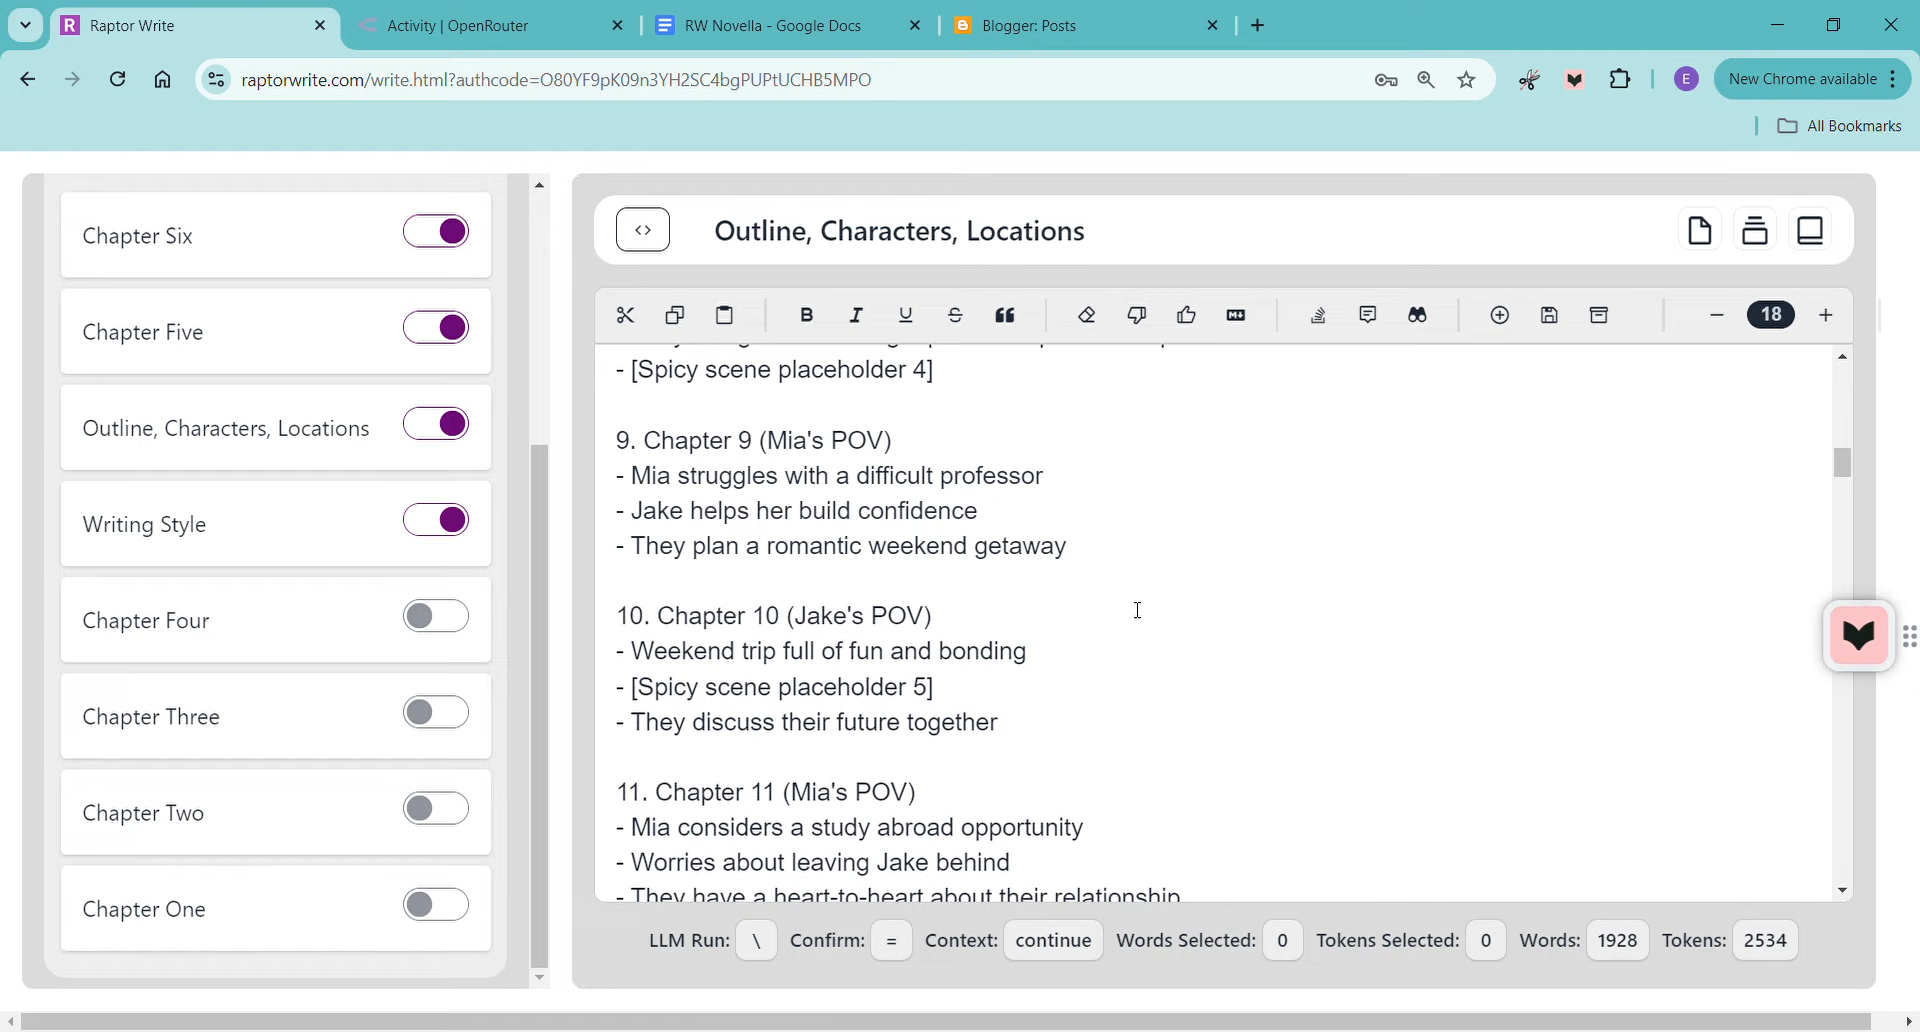 Raptor Write
Activity | OpenRouter
RW Novella - Google Docs
Blogger: Posts
raptorwrite.com/write.html?authcode=O80YF9pK09n3YH2SC4bgPUPtUCHB5MPO
E
New Chrome available
All Bookmarks
Chapter Six
Chapter Five
Outline, Characters, Locations
Writing Style
Chapter Four
Chapter Three
Chapter Two
Chapter One
<> Outline, Characters, Locations
B I U S
18
- [Spicy scene placeholder 4]
9. Chapter 9 (Mia's POV)
- Mia struggles with a difficult professor
- Jake helps her build confidence
- They plan a romantic weekend getaway
10. Chapter 10 (Jake's POV)
- Weekend trip full of fun and bonding
- [Spicy scene placeholder 5]
- They discuss their future together
11. Chapter 11 (Mia's POV)
- Mia considers a study abroad opportunity
- Worries about leaving Jake behind
- They have a heart-to-heart about their relationship
LLM Run: \ Confirm: = Context: continue Words Selected: 0 Tokens Selected: 0 Words: 1928 Tokens: 2534